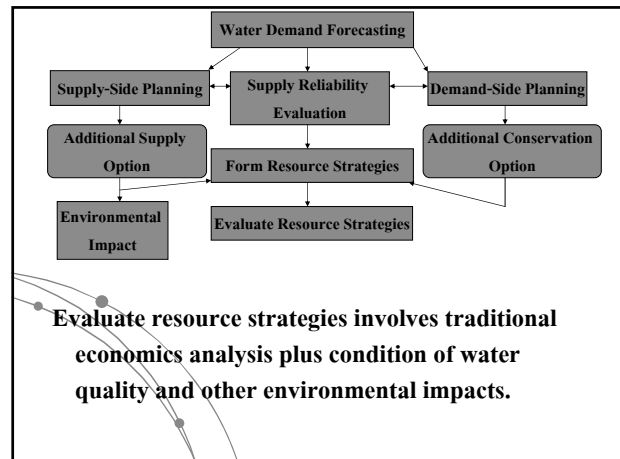 Water Demand Forecasting
Supply-Side Planning
Supply Reliability
Evaluation
Demand-Side Planning
Additional Supply
Option
Form Resource Strategies
Additional Conservation
Option
Environmental
Impact
Evaluate Resource Strategies
Evaluate resource strategies involves traditional
economics analysis plus condition of water
quality and other environmental impacts.